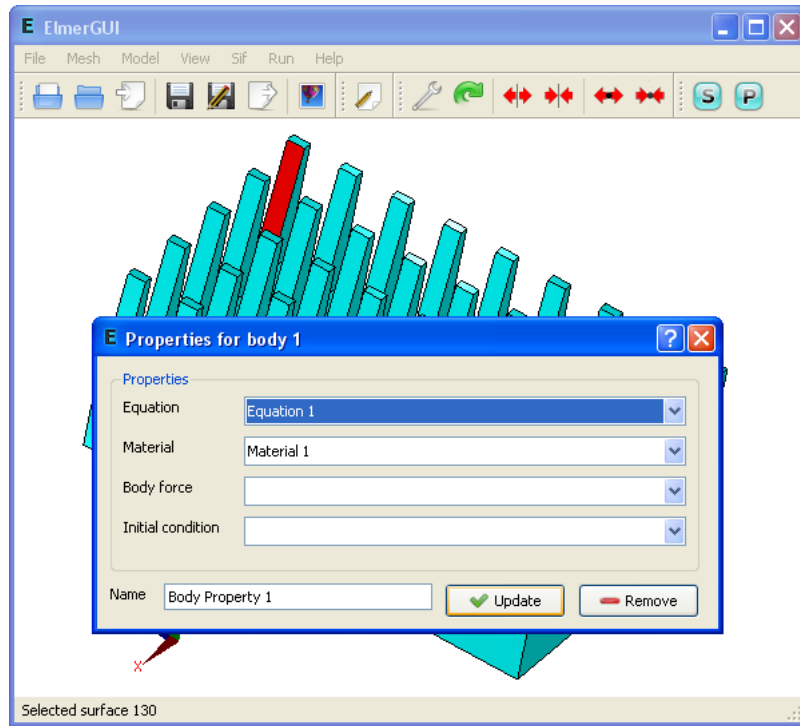 E ElmerGUI
File Mesh Model View Sif Run Help
S P
E Properties for body 1
?
Properties
Equation Equation 1
Material Material 1
Body force
Initial condition
Name Body Property 1 Update Remove
X
Selected surface 130